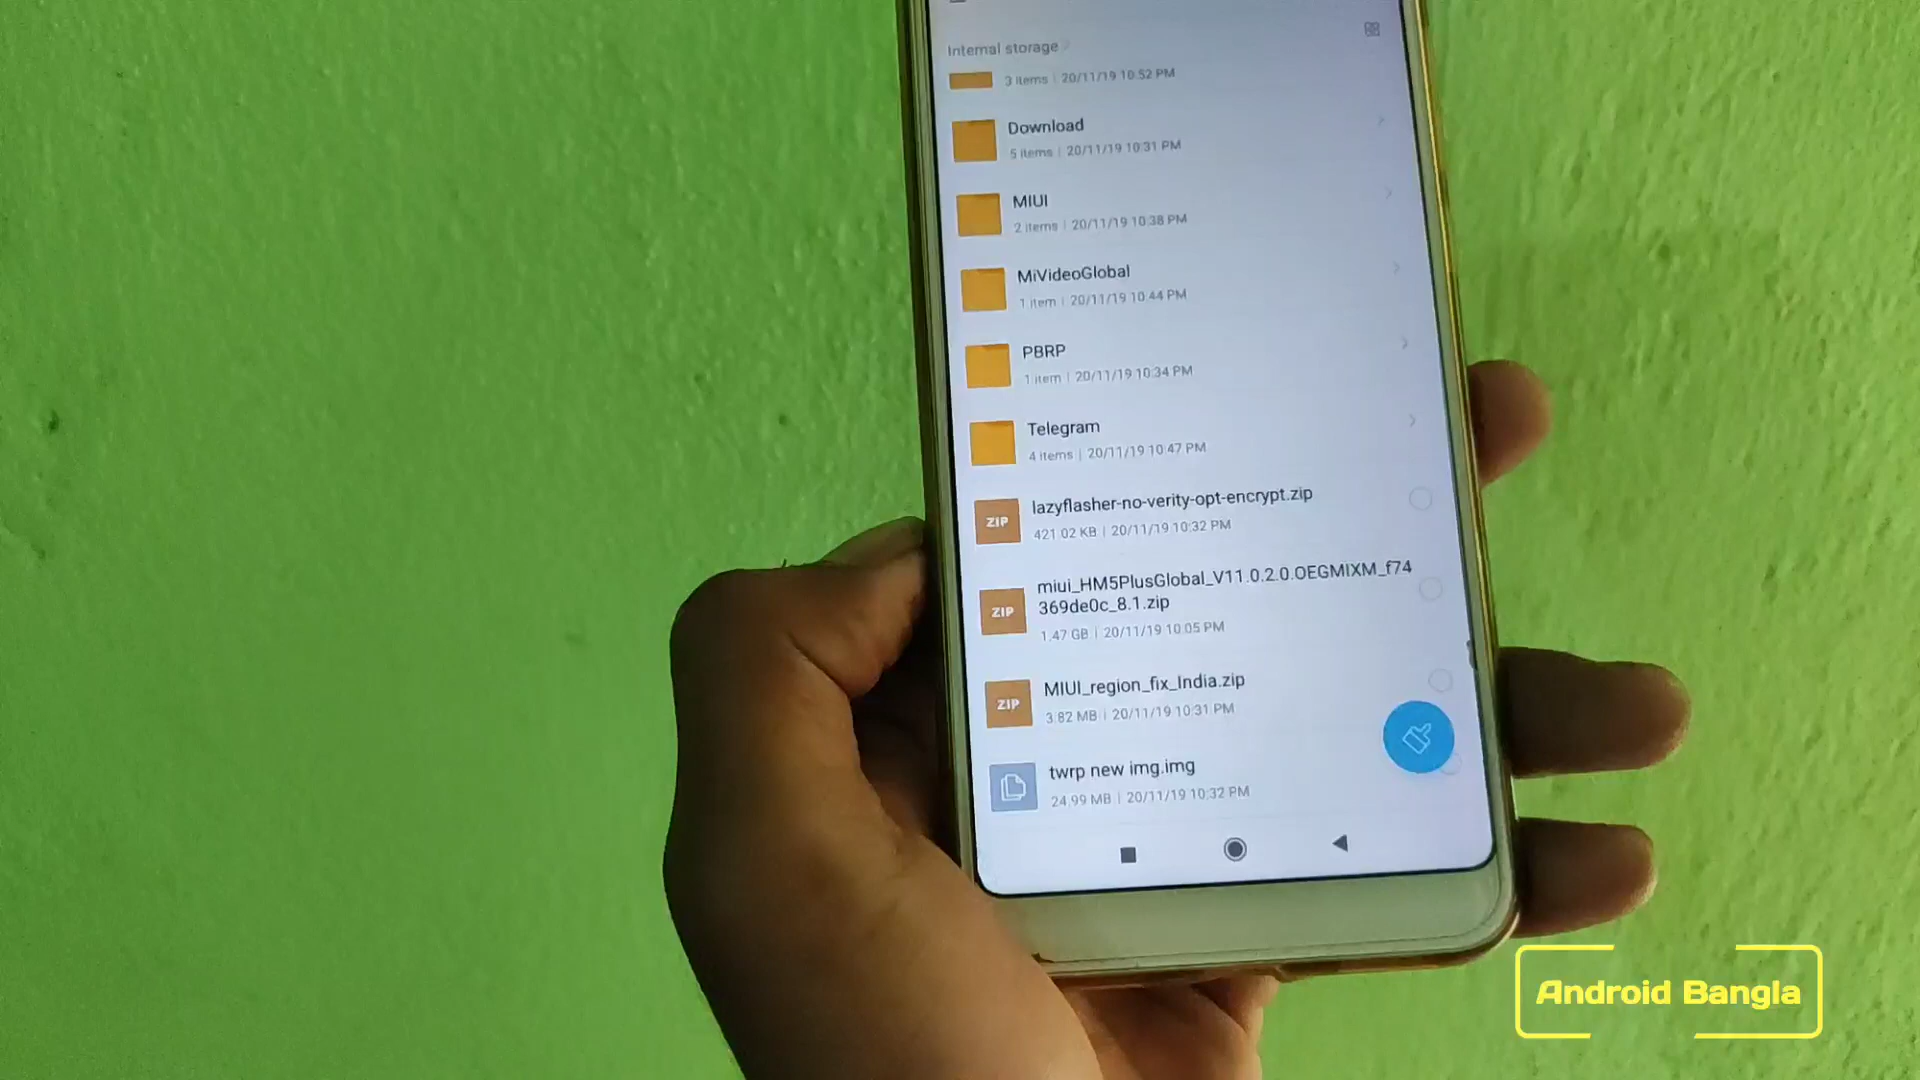 Internal storage
3 items | 20/11/19 10:52 PM
Download
5 items | 20/11/19 10:31 PM
MIUI
2 items | 20/11/19 10:38 PM
MiVideoGlobal
1 item | 20/11/19 10:44 PM
PBRP
1 item | 20/11/19 10:34 PM
Telegram
4 items | 20/11/19 10:47 PM
lazyflasher-no-verity-opt-encrypt.zip
ZIP
421.02 KB | 20/11/19 10:32 PM
miui_HM5PlusGlobal_V11.0.2.0.OEGMIXM_f74
369de0c_8.1.zip
ZIP
1.47 GB | 20/11/19 10:05 PM
MIUI_region_fix_India.zip
ZIP
3.82 MB | 20/11/19 10:31 PM
twrp new img.img
24.99 MB | 20/11/19 10:32 PM
Android Bangla